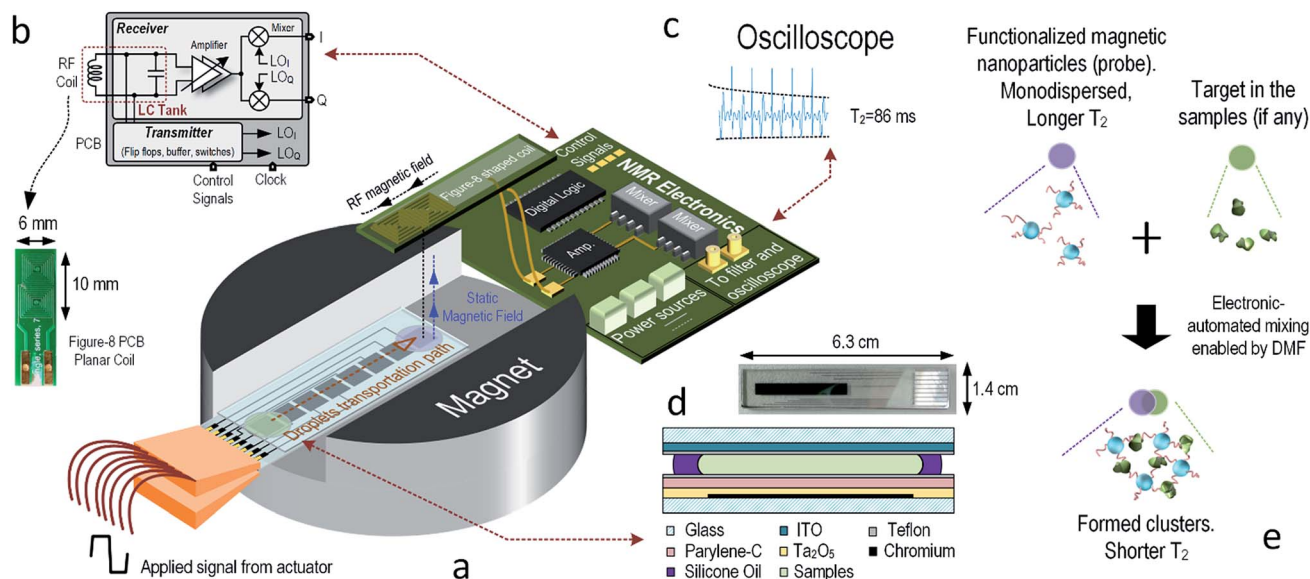 b
Receiver
Mixer
I
Amplifier
LO_I
LO_Q
RF
Coil
LC Tank
Q
PCB
Transmitter
(Flip flops, buffer, switches)
LO_I
LO_Q
Control
Signals
Clock
6 mm
10 mm
Figure-8 PCB
Planar Coil
RF magnetic field
Figure-8 shaped coil
Control
Signals
NMR Electronics
Digital Logic
Mixer
Mixer
Amp.
Power sources
To filter and
oscilloscope
Static
Magnetic Field
Droplets transportation path
Magnet
Applied signal from actuator
a
c
Oscilloscope
T₂=86 ms
d
6.3 cm
1.4 cm
Glass
ITO
Teflon
Parylene-C
Ta₂O₅
Chromium
Silicone Oil
Samples
Functionalized magnetic
nanoparticles (probe).
Monodispersed,
Longer T₂
Target in the
samples (if any)
+
Electronic-
automated mixing
enabled by DMF
Formed clusters.
Shorter T₂
e